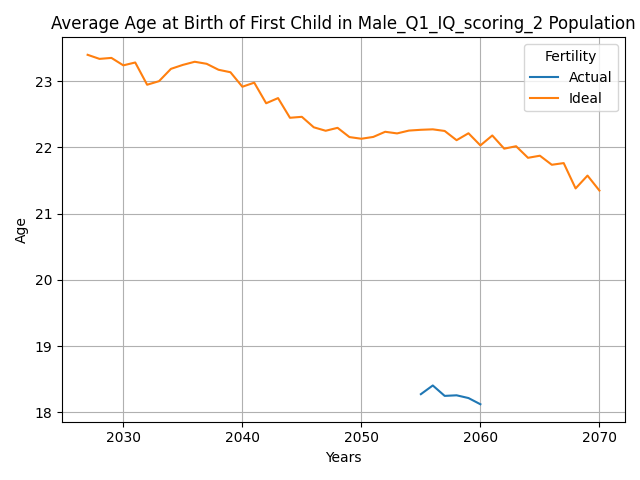 Average Age at Birth of First Child in Male_Q1_IQ_scoring_2 Population
Fertility
Actual
Ideal
Age
23
22
21
20
19
18
2030 2040 2050 2060 2070
Years